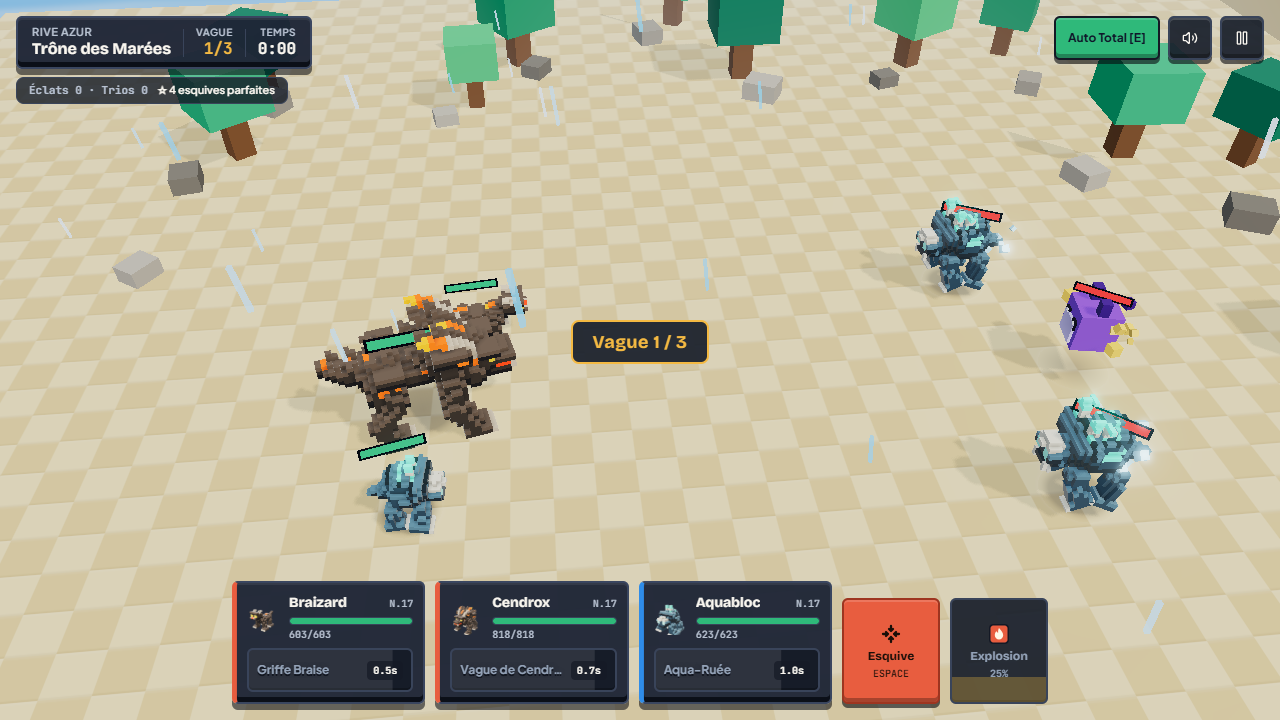 RIVE AZUR
Trône des Marées
VAGUE
1/3
TEMPS
0:00
Éclats 0 · Trios 0 ★ 4 esquives parfaites
Auto Total [E]
Vague 1 / 3
Braizard N.17
603/603
Griffe Braise 0.5s
Cendrox N.17
818/818
Vague de Cendr... 0.7s
Aquabloc N.17
623/623
Aqua-Ruée 1.0s
Esquive
ESPACE
Explosion
25%